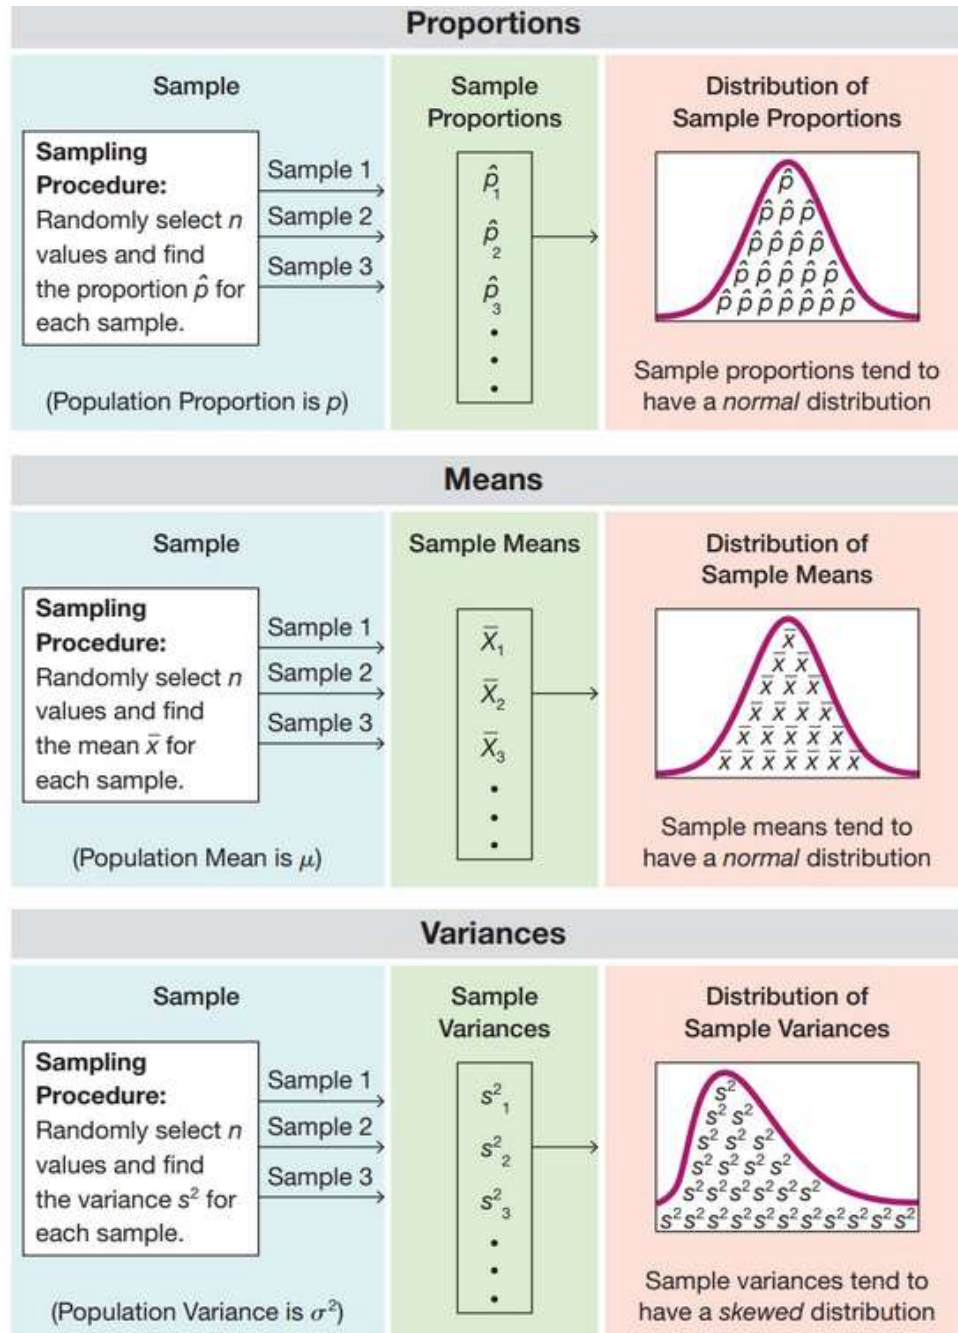 Proportions
Sample
Sampling
Procedure:
Randomly select n
values and find
the proportion p̂ for
each sample.
Sample 1
Sample 2
Sample 3
(Population Proportion is p)
Sample
Proportions
p̂₁
p̂₂
p̂₃
Distribution of
Sample Proportions
p̂
p̂ p̂ p̂
p̂ p̂ p̂ p̂
p̂ p̂ p̂ p̂ p̂
p̂ p̂ p̂ p̂ p̂ p̂ p̂
Sample proportions tend to
have a normal distribution
Means
Sample
Sampling
Procedure:
Randomly select n
values and find
the mean x̄ for
each sample.
Sample 1
Sample 2
Sample 3
(Population Mean is μ)
Sample Means
x̄₁
x̄₂
x̄₃
Distribution of
Sample Means
x̄
x̄ x̄
x̄ x̄ x̄
x̄ x̄ x̄ x̄
x̄ x̄ x̄ x̄ x̄
x̄ x̄ x̄ x̄ x̄ x̄ x̄
Sample means tend to
have a normal distribution
Variances
Sample
Sampling
Procedure:
Randomly select n
values and find
the variance s² for
each sample.
Sample 1
Sample 2
Sample 3
(Population Variance is σ²)
Sample
Variances
s²₁
s²₂
s²₃
Distribution of
Sample Variances
s²
s² s²
s² s² s²
s² s² s² s²
s² s² s² s² s²
s² s² s² s² s² s² s² s² s² s²
Sample variances tend to
have a skewed distribution